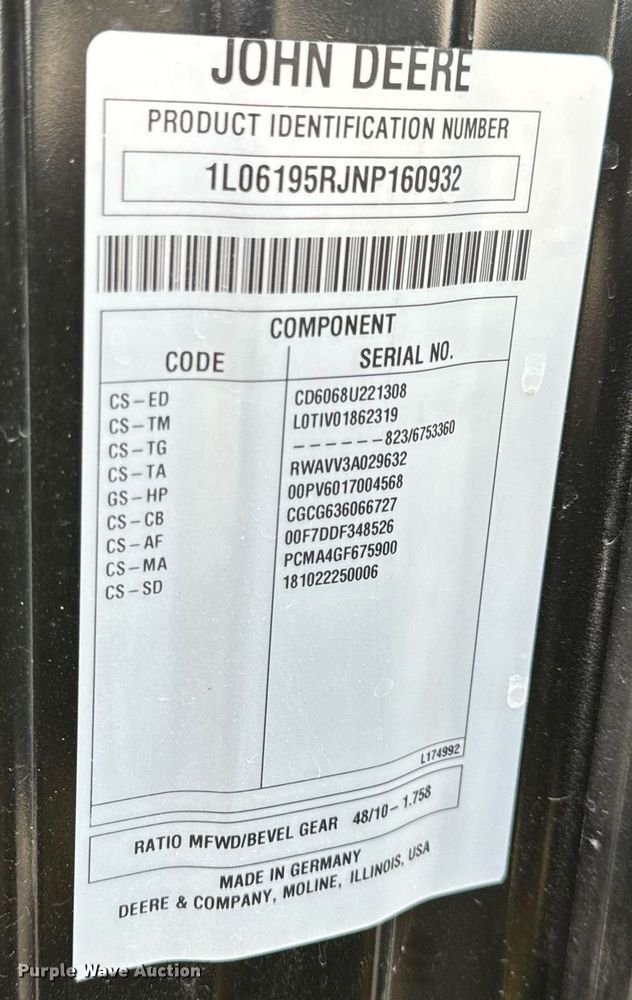 JOHN DEERE
PRODUCT IDENTIFICATION NUMBER
1L06195RJNP160932
COMPONENT
CODE SERIAL NO.
CS-ED CD6068U221308
CS-TM L0TIV01862319
CS-TG ------823/6753360
CS-TA RWAVV3A029632
GS-HP 00PV6017004568
CS-CB CGCG636066727
CS-AF 00F7DDF348526
CS-MA PCMA4GF675900
CS-SD 181022250006
L174992
RATIO MFWD/BEVEL GEAR 48/10-1.758
MADE IN GERMANY
DEERE & COMPANY, MOLINE, ILLINOIS, USA
Purple Wave Auction